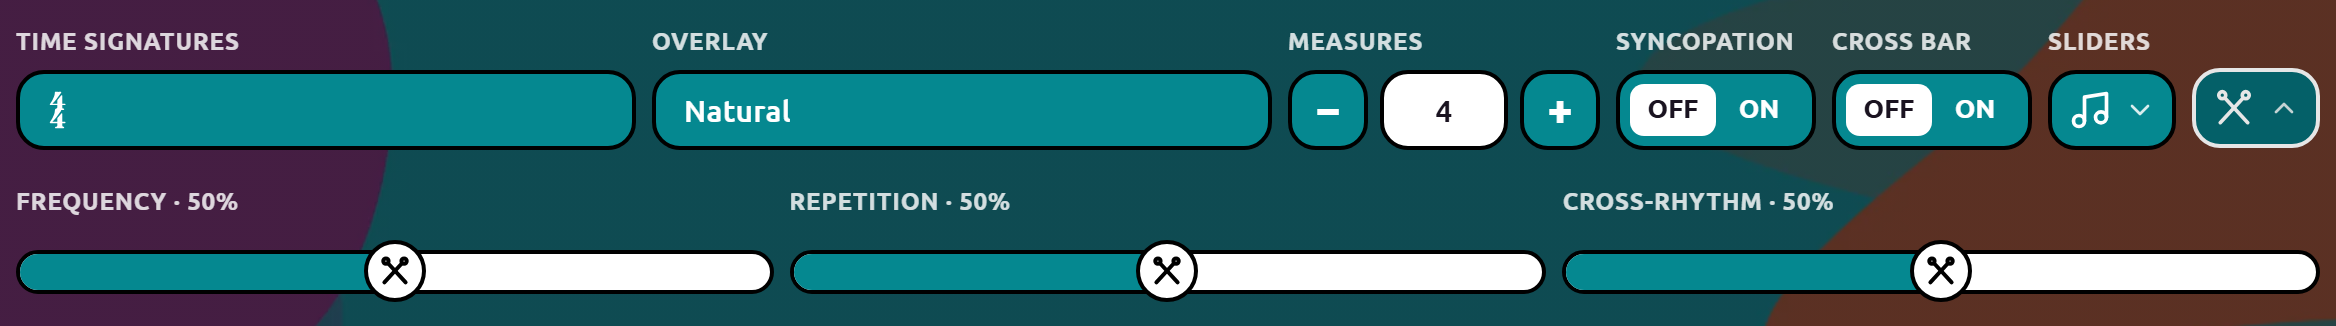 TIME SIGNATURES OVERLAY MEASURES SYNCOPATION CROSS BAR SLIDERS
4
4
Natural − 4 + OFF ON OFF ON
FREQUENCY · 50% REPETITION · 50% CROSS-RHYTHM · 50%